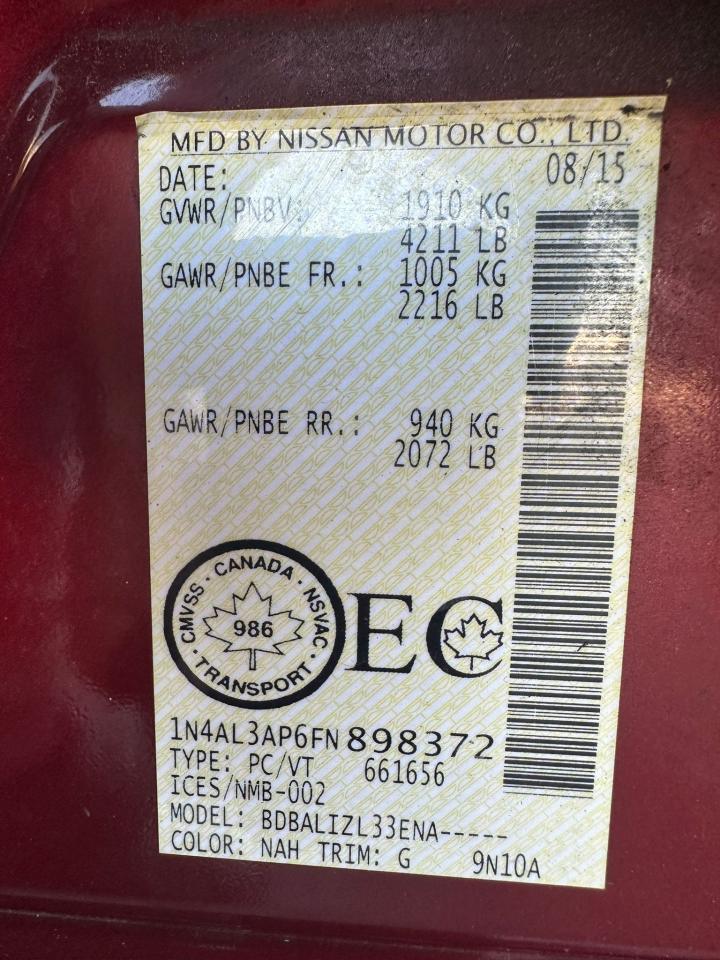 MFD BY NISSAN MOTOR CO., LTD.
DATE: 08/15
GVWR/PNBV: 1910 KG
4211 LB
GAWR/PNBE FR.: 1005 KG
2216 LB
GAWR/PNBE RR.: 940 KG
2072 LB
CMVSS · CANADA · NSVAC · TRANSPORT ·
986
EC
1N4AL3AP6FN898372
TYPE: PC/VT 661656
ICES/NMB-002
MODEL: BDBALIZL33ENA-----
COLOR: NAH TRIM: G 9N10A